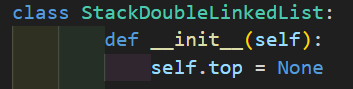 class StackDoubleLinkedList:
        def __init__(self):
            self.top = None